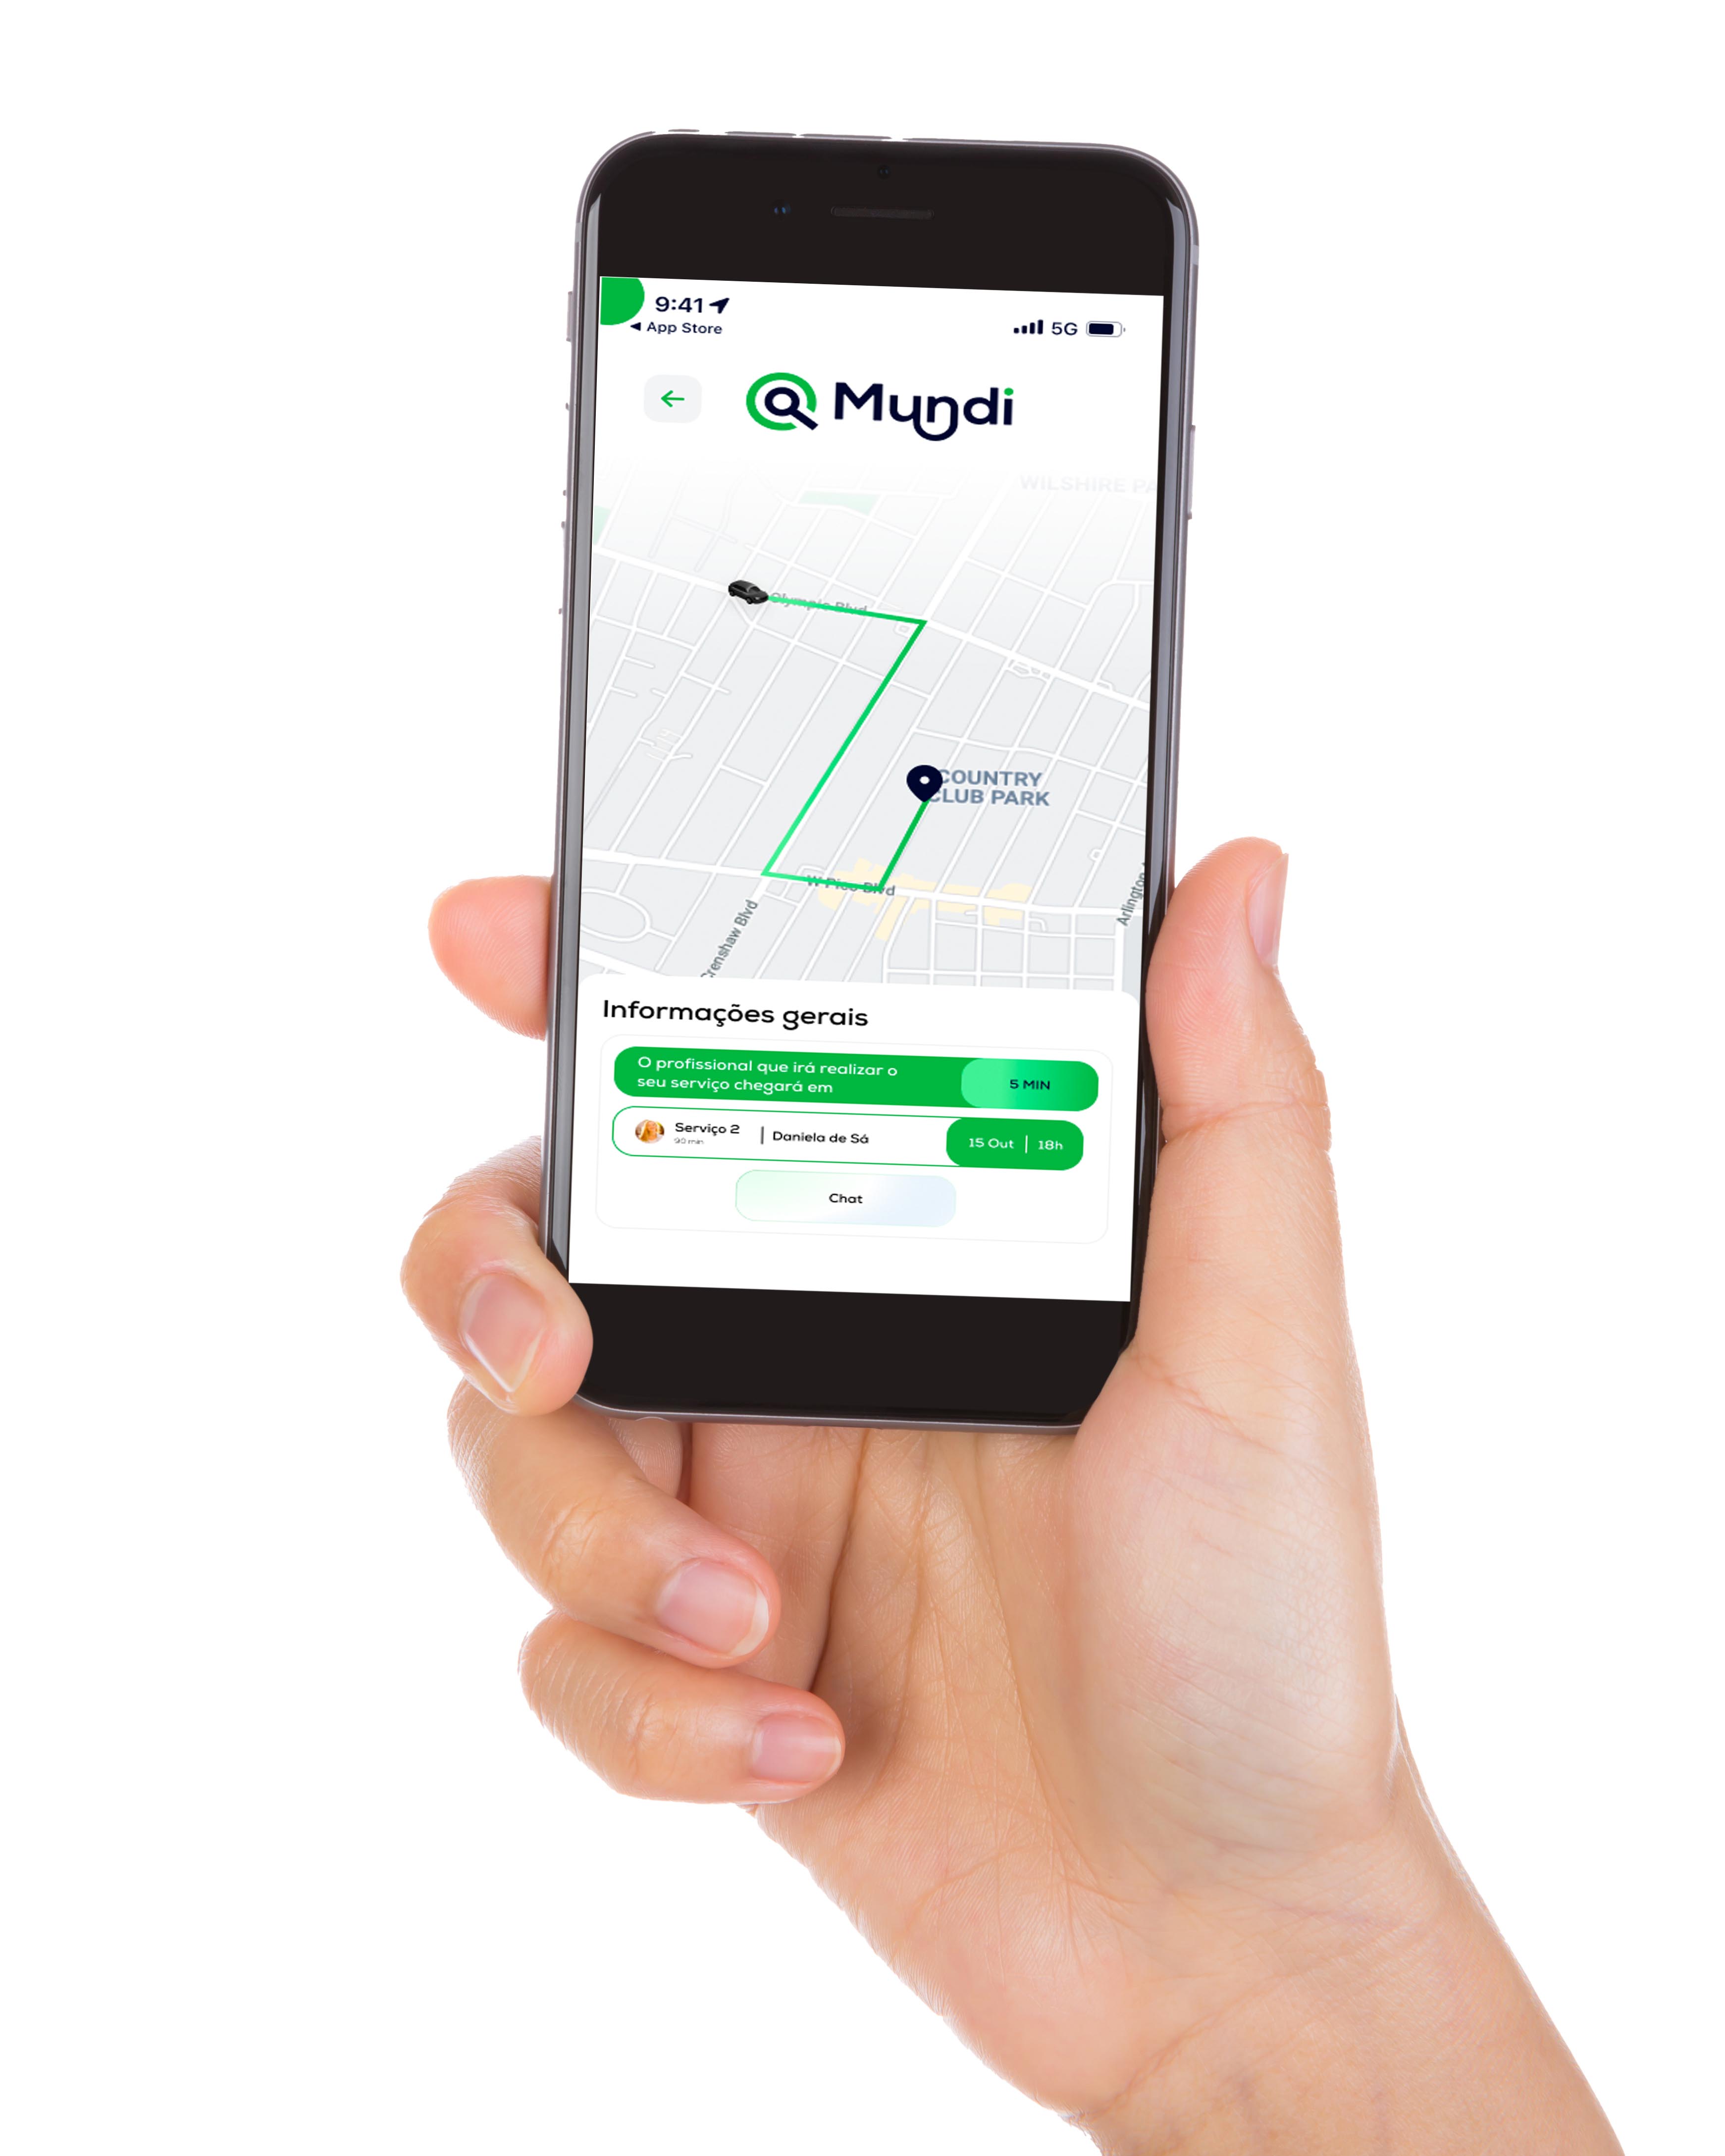 9:41
◀ App Store
5G
Mundi
WILSHIRE PA
Olympic Blvd
COUNTRY
CLUB PARK
W Pico Blvd
Crenshaw Blvd
Arlington
Informações gerais
O profissional que irá realizar o
seu serviço chegará em
5 MIN
Serviço 2
90 min
Daniela de Sá
15 Out | 18h
Chat